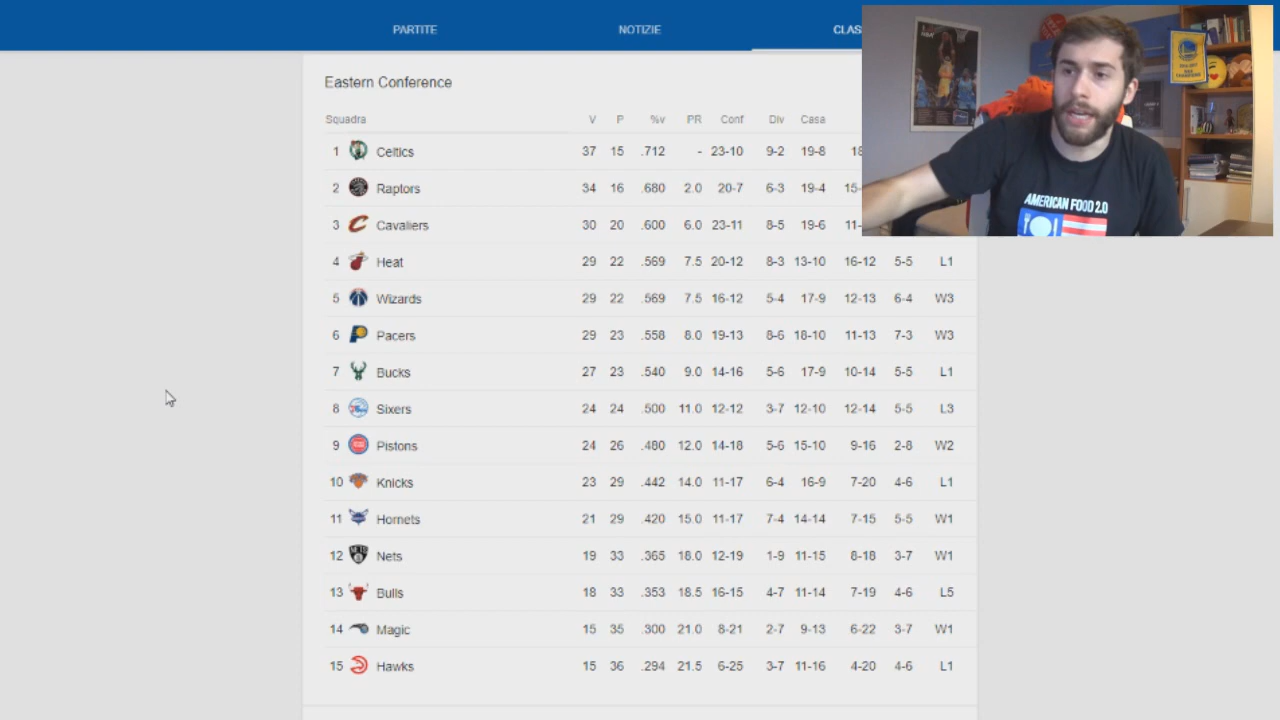 PARTITE NOTIZIE CLAS
Eastern Conference
Squadra V P %v PR Conf Div Casa
1 Celtics 37 15 .712 - 23-10 9-2 19-8 18
2 Raptors 34 16 .680 2.0 20-7 6-3 19-4 15-
3 Cavaliers 30 20 .600 6.0 23-11 8-5 19-6 11-
4 Heat 29 22 .569 7.5 20-12 8-3 13-10 16-12 5-5 L1
5 Wizards 29 22 .569 7.5 16-12 5-4 17-9 12-13 6-4 W3
6 Pacers 29 23 .558 8.0 19-13 8-6 18-10 11-13 7-3 W3
7 Bucks 27 23 .540 9.0 14-16 5-6 17-9 10-14 5-5 L1
8 Sixers 24 24 .500 11.0 12-12 3-7 12-10 12-14 5-5 L3
9 Pistons 24 26 .480 12.0 14-18 5-6 15-10 9-16 2-8 W2
10 Knicks 23 29 .442 14.0 11-17 6-4 16-9 7-20 4-6 L1
11 Hornets 21 29 .420 15.0 11-17 7-4 14-14 7-15 5-5 W1
12 Nets 19 33 .365 18.0 12-19 1-9 11-15 8-18 3-7 W1
13 Bulls 18 33 .353 18.5 16-15 4-7 11-14 7-19 4-6 L5
14 Magic 15 35 .300 21.0 8-21 2-7 9-13 6-22 3-7 W1
15 Hawks 15 36 .294 21.5 6-25 3-7 11-16 4-20 4-6 L1
AMERICAN FOOD 2.0